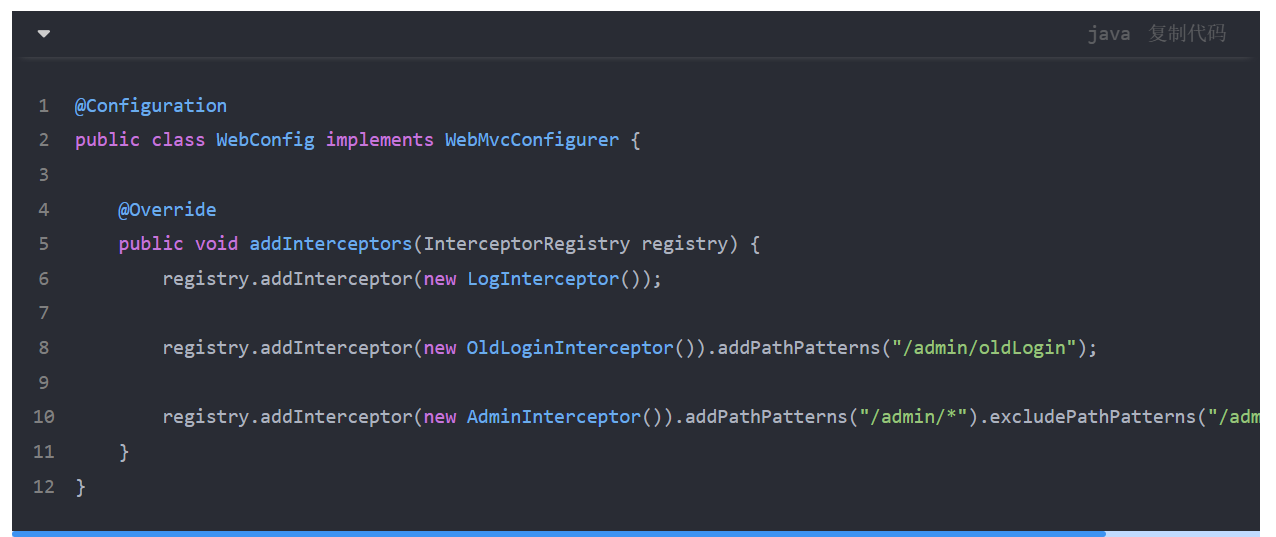 java 复制代码
1 @Configuration
2 public class WebConfig implements WebMvcConfigurer {
3
4 @Override
5 public void addInterceptors(InterceptorRegistry registry) {
6 registry.addInterceptor(new LogInterceptor());
7
8 registry.addInterceptor(new OldLoginInterceptor()).addPathPatterns("/admin/oldLogin");
9
10 registry.addInterceptor(new AdminInterceptor()).addPathPatterns("/admin/*").excludePathPatterns("/adm
11 }
12 }